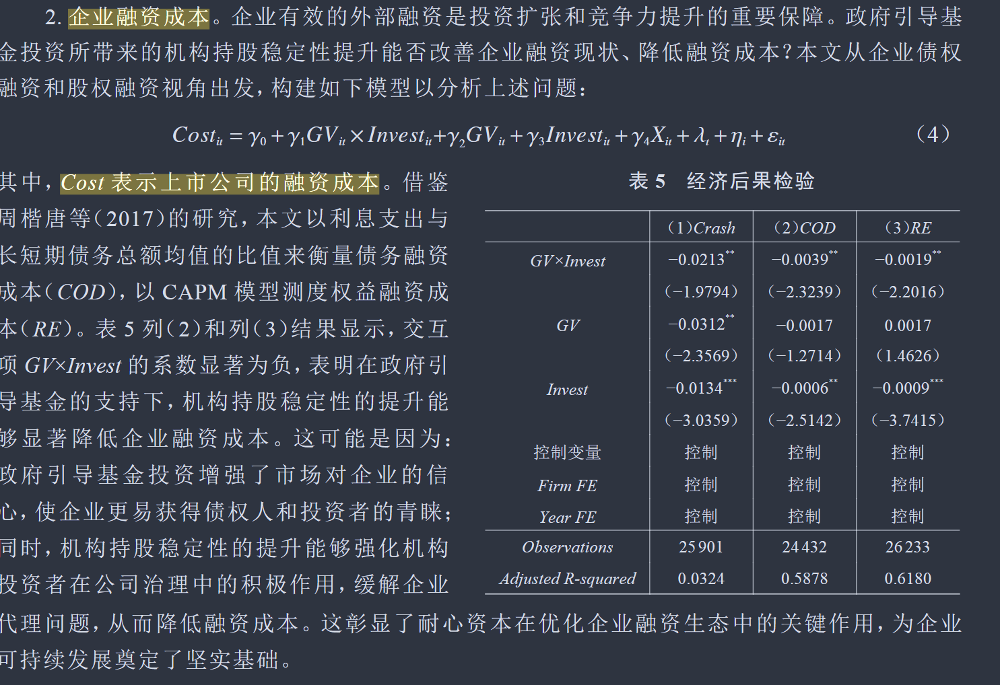 2. 企业融资成本。企业有效的外部融资是投资扩张和竞争力提升的重要保障。政府引导基
金投资所带来的机构持股稳定性提升能否改善企业融资现状、降低融资成本?本文从企业债权
融资和股权融资视角出发,构建如下模型以分析上述问题:
Cost_it = γ_0 + γ_1GV_it × Invest_it+γ_2GV_it + γ_3Invest_it + γ_4X_it + λ_t + η_i + ε_it (4)
其中,Cost 表示上市公司的融资成本。借鉴
周楷唐等(2017)的研究,本文以利息支出与
长短期债务总额均值的比值来衡量债务融资
成本(COD),以 CAPM 模型测度权益融资成
本(RE)。表 5 列(2)和列(3)结果显示,交互
项 GV×Invest 的系数显著为负,表明在政府引
导基金的支持下,机构持股稳定性的提升能
够显著降低企业融资成本。这可能是因为:
政府引导基金投资增强了市场对企业的信
心,使企业更易获得债权人和投资者的青睐;
同时,机构持股稳定性的提升能够强化机构
投资者在公司治理中的积极作用,缓解企业
表 5 经济后果检验
(1)Crash (2)COD (3)RE
GV×Invest −0.0213** −0.0039** −0.0019**
(−1.9794) (−2.3239) (−2.2016)
GV −0.0312** −0.0017 0.0017
(−2.3569) (−1.2714) (1.4626)
Invest −0.0134*** −0.0006** −0.0009***
(−3.0359) (−2.5142) (−3.7415)
控制变量 控制 控制 控制
Firm FE 控制 控制 控制
Year FE 控制 控制 控制
Observations 25901 24432 26233
Adjusted R-squared 0.0324 0.5878 0.6180
代理问题,从而降低融资成本。这彰显了耐心资本在优化企业融资生态中的关键作用,为企业
可持续发展奠定了坚实基础。